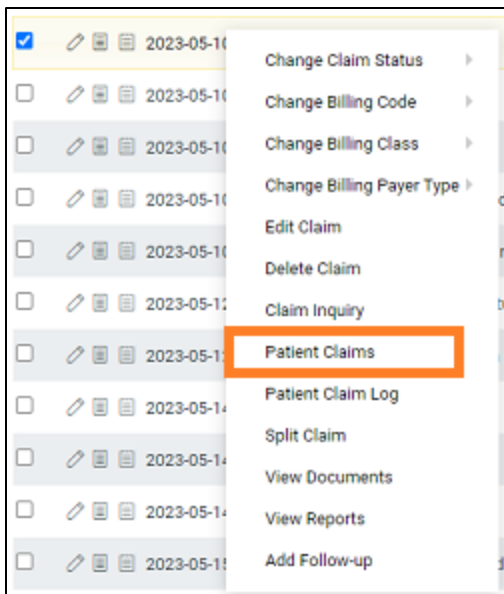 2023-05-10
Change Claim Status
2023-05-10
Change Billing Code
2023-05-10
Change Billing Class
2023-05-10
Change Billing Payer Type
Edit Claim
2023-05-10
Delete Claim
2023-05-12
Claim Inquiry
Patient Claims
Patient Claim Log
2023-05-14
Split Claim
2023-05-14
View Documents
2023-05-14
View Reports
2023-05-15
Add Follow-up